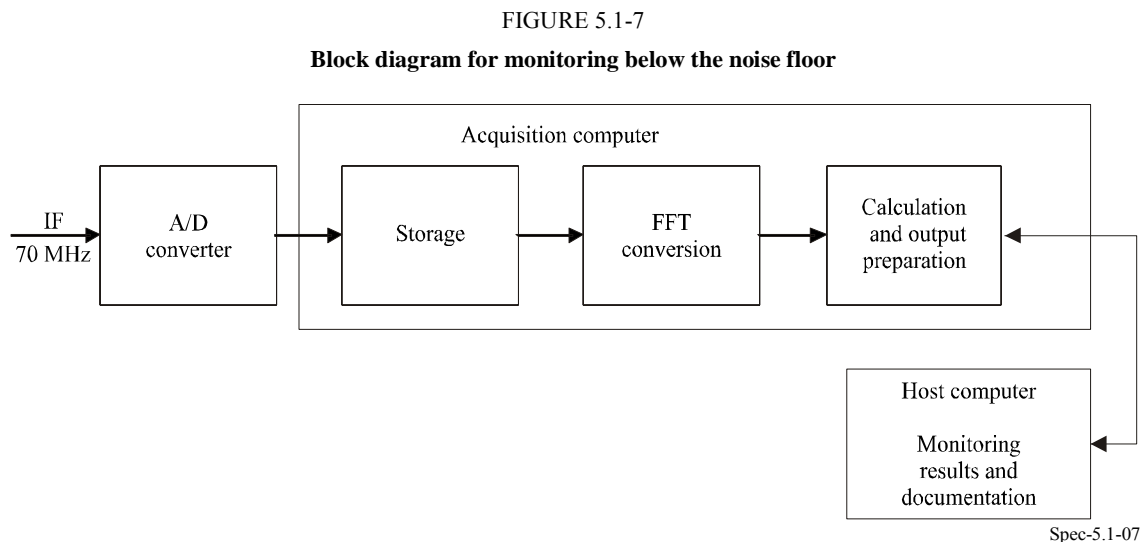 FIGURE 5.1-7
Block diagram for monitoring below the noise floor
Acquisition computer
IF
70 MHz
A/D
converter
Storage
FFT
conversion
Calculation
and output
preparation
Host computer
Monitoring
results and
documentation
Spec-5.1-07